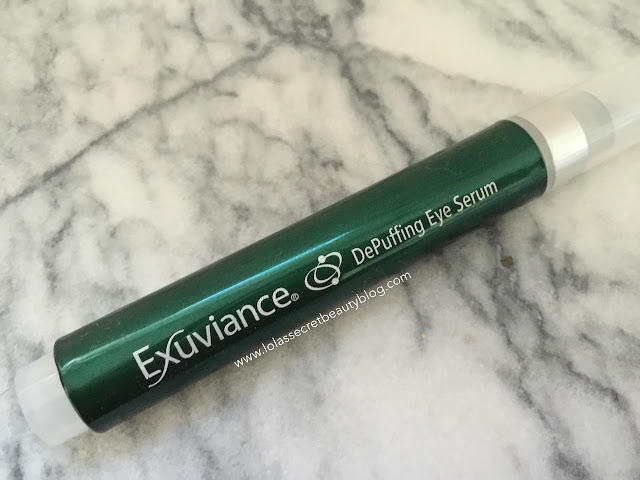 Exuviance® DePuffing Eye Serum
www.lolassecretbeautyblog.com